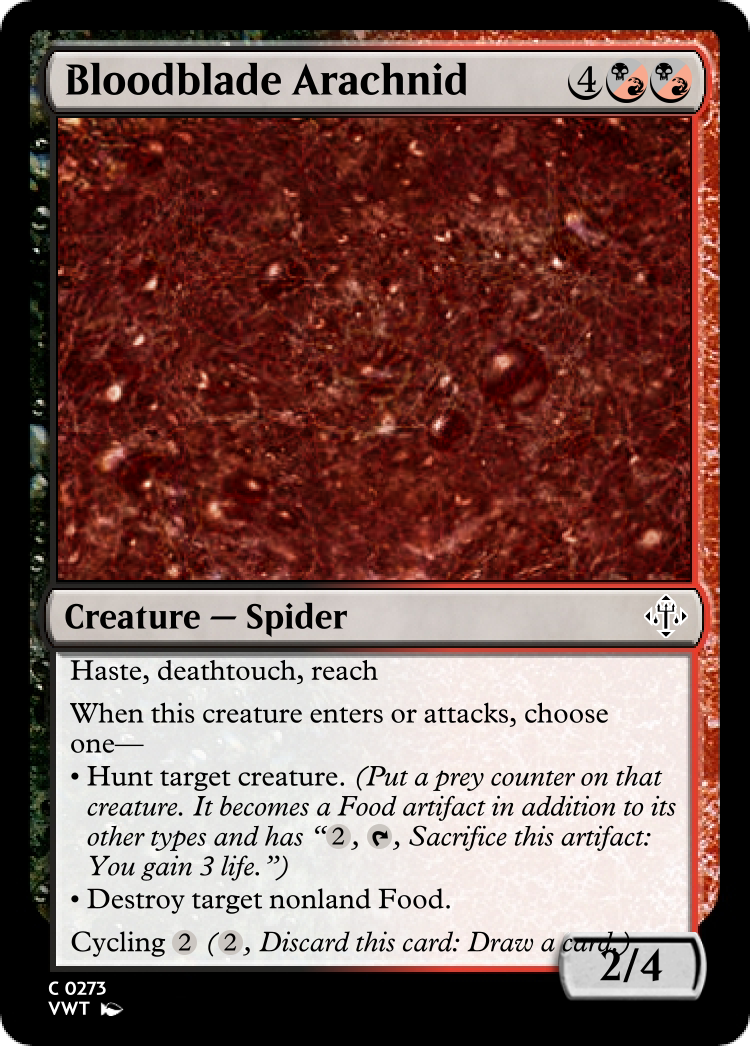 Bloodblade Arachnid 4
Creature — Spider
Haste, deathtouch, reach
When this creature enters or attacks, choose
one—
• Hunt target creature. (Put a prey counter on that
creature. It becomes a Food artifact in addition to its
other types and has “2, , Sacrifice this artifact:
You gain 3 life.”)
• Destroy target nonland Food.
Cycling 2 (2, Discard this card: Draw a card.)
2/4
C 0273
VWT